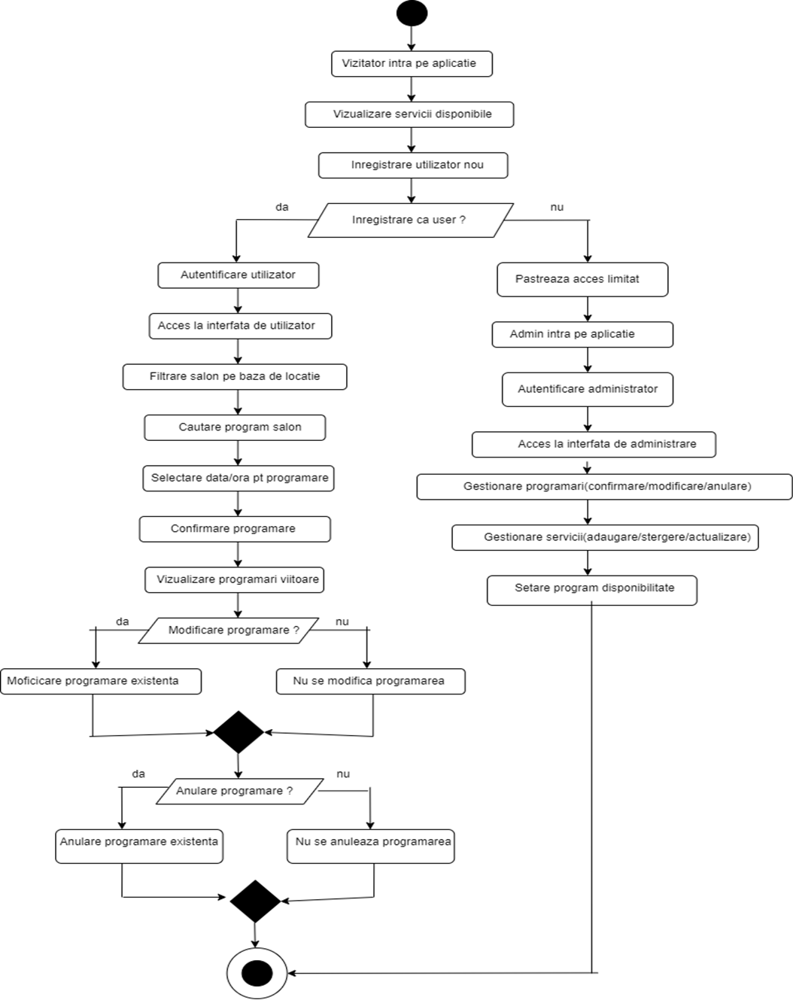 Vizitator intra pe aplicatie
Vizualizare servicii disponibile
Inregistrare utilizator nou
da
nu
Inregistrare ca user ?
Autentificare utilizator
Pastreaza acces limitat
Acces la interfata de utilizator
Admin intra pe aplicatie
Filtrare salon pe baza de locatie
Autentificare administrator
Cautare program salon
Acces la interfata de administrare
Selectare data/ora pt programare
Gestionare programari(confirmare/modificare/anulare)
Confirmare programare
Gestionare servicii(adaugare/stergere/actualizare)
Vizualizare programari viitoare
Setare program disponibilitate
da
nu
Modificare programare ?
Moficicare programare existenta
Nu se modifica programarea
da
nu
Anulare programare ?
Anulare programare existenta
Nu se anuleaza programarea